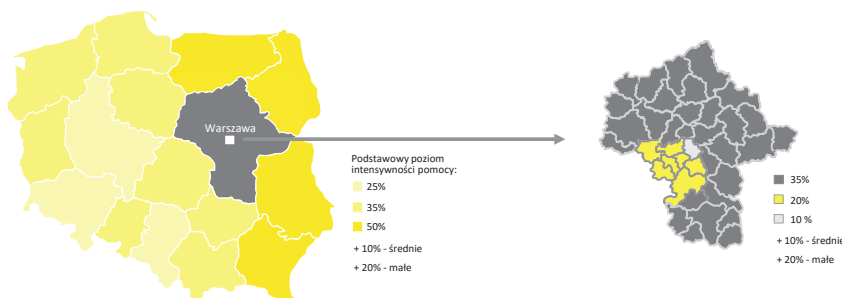 Warszawa
Podstawowy poziom
intensywności pomocy:
25%
35%
50%
+ 10% - średnie
+ 20% - małe
35%
20%
10 %
+ 10% - średnie
+ 20% - małe